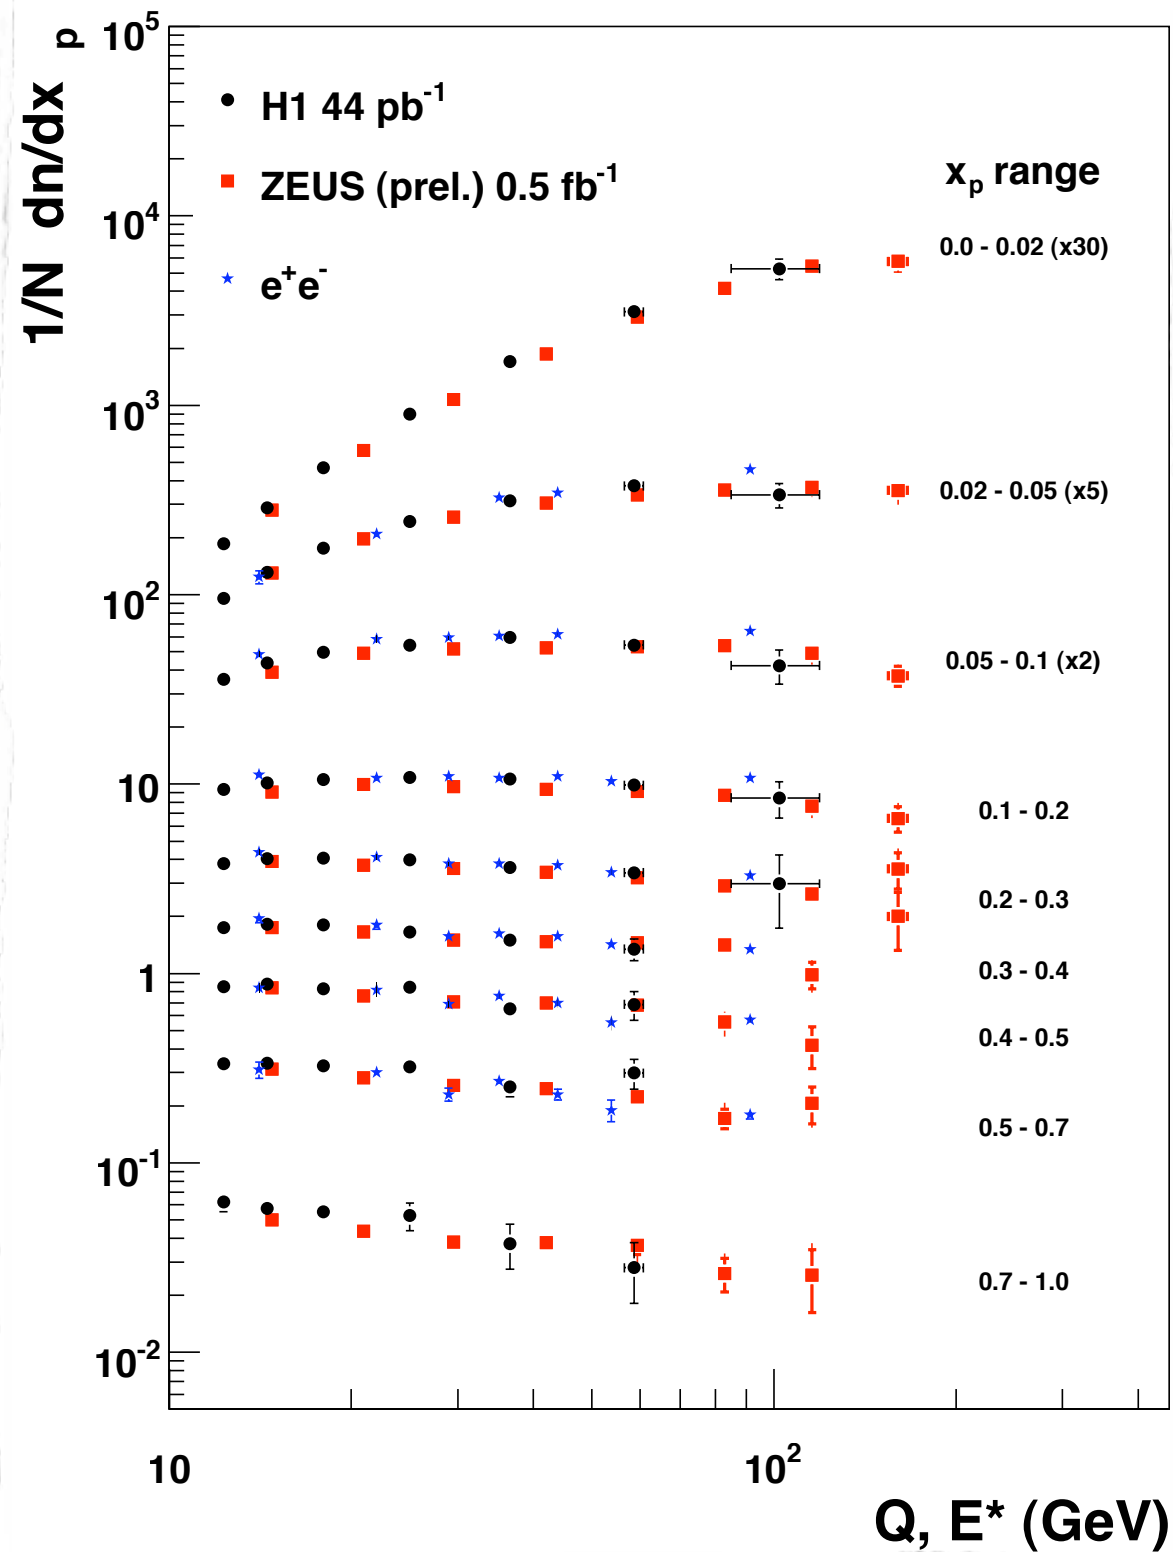 1/N dn/dx p
10^5
H1 44 pb^-1
ZEUS (prel.) 0.5 fb^-1
e^+e^-
x_p range
10^4
0.0 - 0.02 (x30)
10^3
0.02 - 0.05 (x5)
10^2
0.05 - 0.1 (x2)
10
0.1 - 0.2
0.2 - 0.3
1
0.3 - 0.4
0.4 - 0.5
0.5 - 0.7
10^-1
0.7 - 1.0
10^-2
10
10^2
Q, E* (GeV)